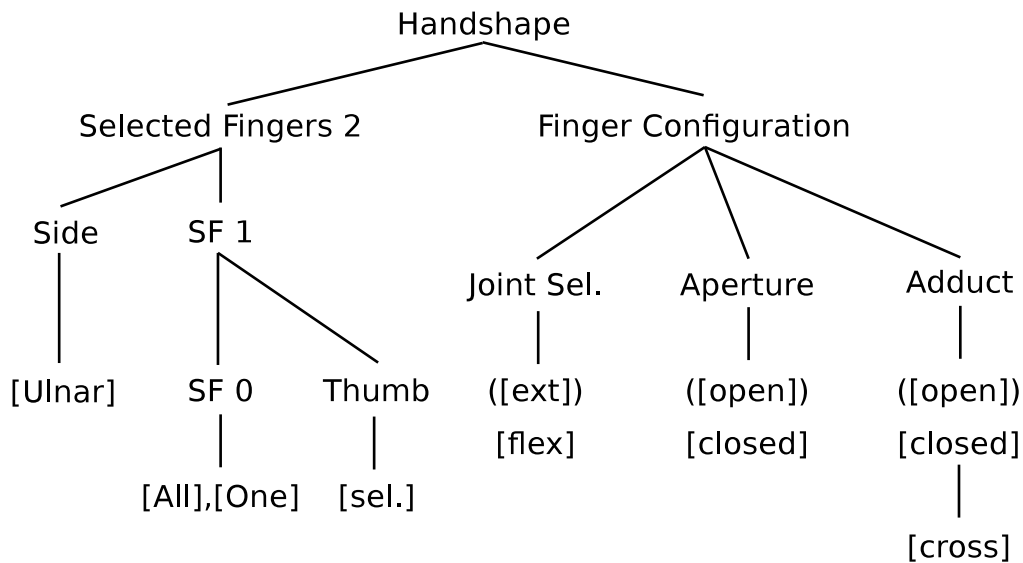 Handshape
Selected Fingers 2 Finger Configuration
Side SF 1
Joint Sel. Aperture Adduct
[Ulnar] SF 0 Thumb ([ext]) ([open]) ([open])
[flex] [closed] [closed]
[All],[One] [sel.]
[cross]